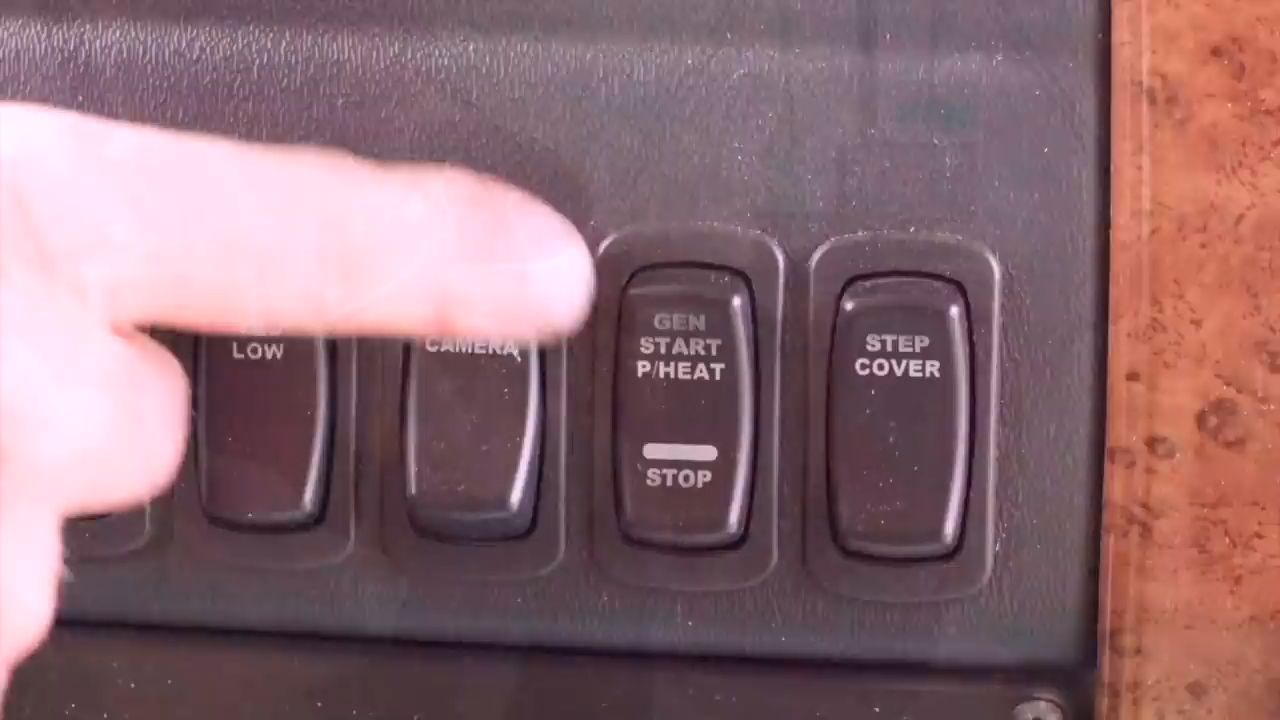 LOW
CAMERA
GEN
START
P/HEAT
STOP
STEP
COVER